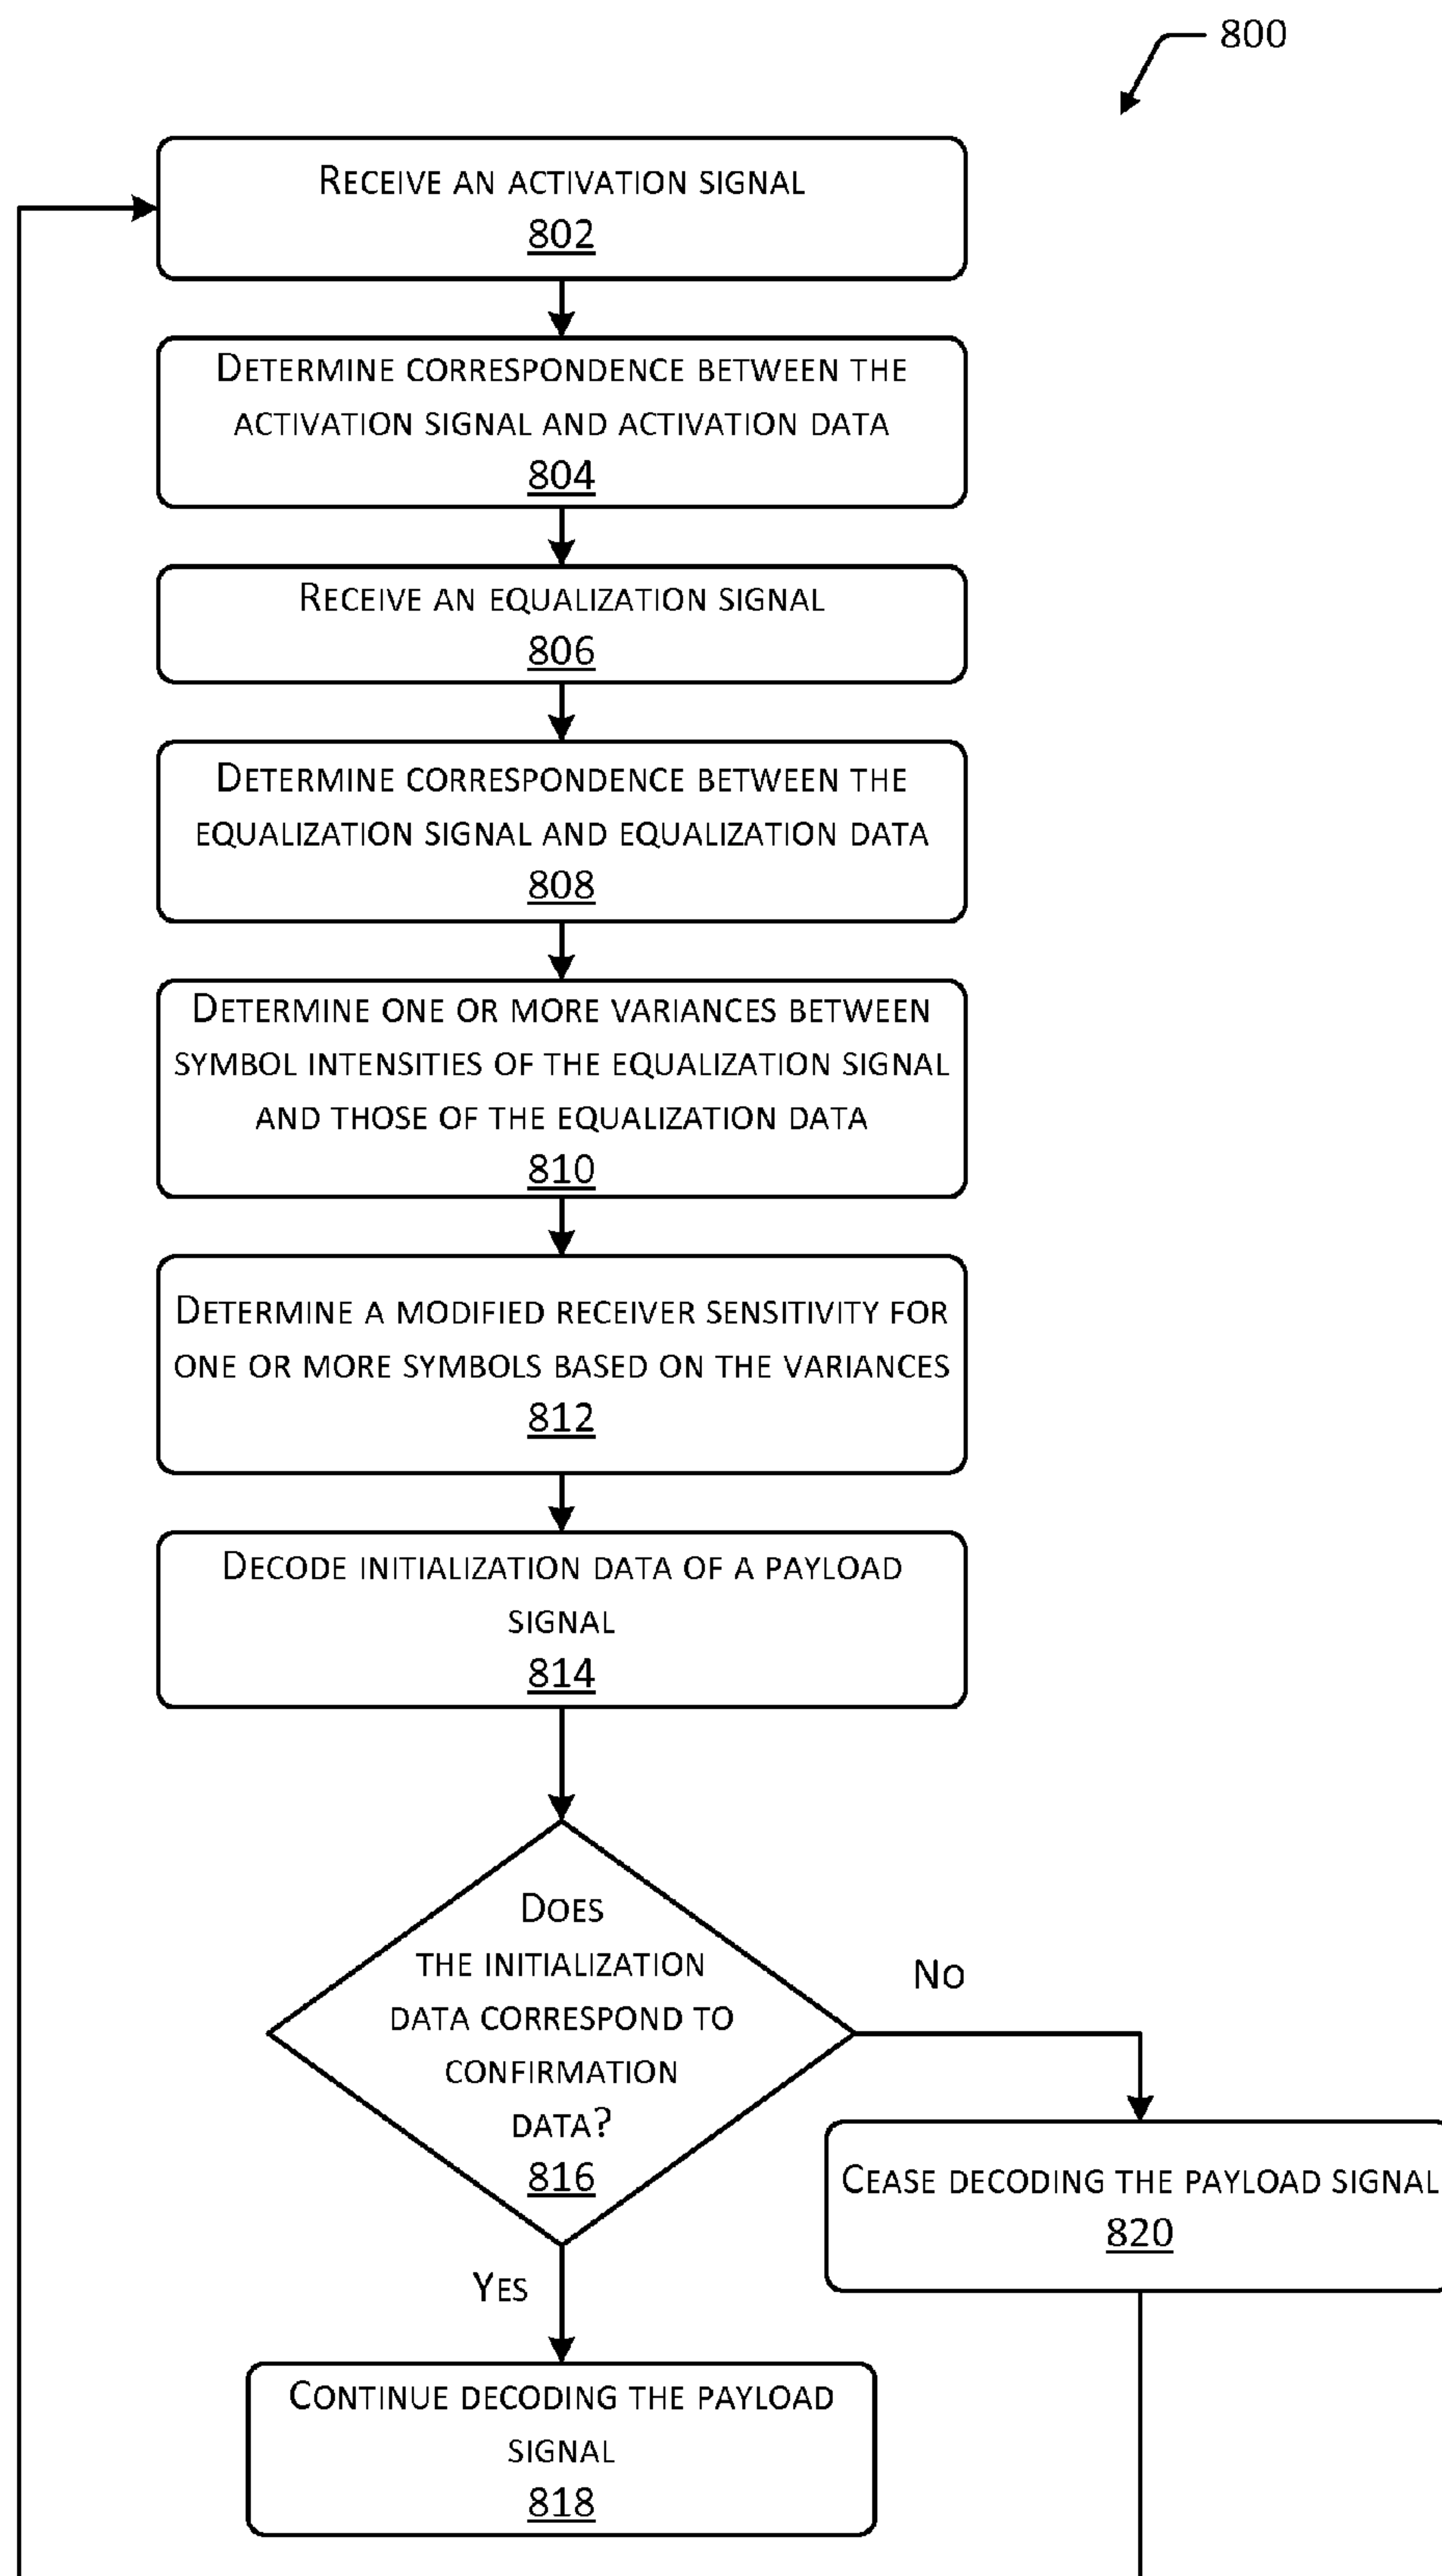 800
RECEIVE AN ACTIVATION SIGNAL
802
DETERMINE CORRESPONDENCE BETWEEN THE
ACTIVATION SIGNAL AND ACTIVATION DATA
804
RECEIVE AN EQUALIZATION SIGNAL
806
DETERMINE CORRESPONDENCE BETWEEN THE
EQUALIZATION SIGNAL AND EQUALIZATION DATA
808
DETERMINE ONE OR MORE VARIANCES BETWEEN
SYMBOL INTENSITIES OF THE EQUALIZATION SIGNAL
AND THOSE OF THE EQUALIZATION DATA
810
DETERMINE A MODIFIED RECEIVER SENSITIVITY FOR
ONE OR MORE SYMBOLS BASED ON THE VARIANCES
812
DECODE INITIALIZATION DATA OF A PAYLOAD
SIGNAL
814
DOES
THE INITIALIZATION
DATA CORRESPOND TO
CONFIRMATION
DATA?
816
NO
CEASE DECODING THE PAYLOAD SIGNAL
820
YES
CONTINUE DECODING THE PAYLOAD
SIGNAL
818